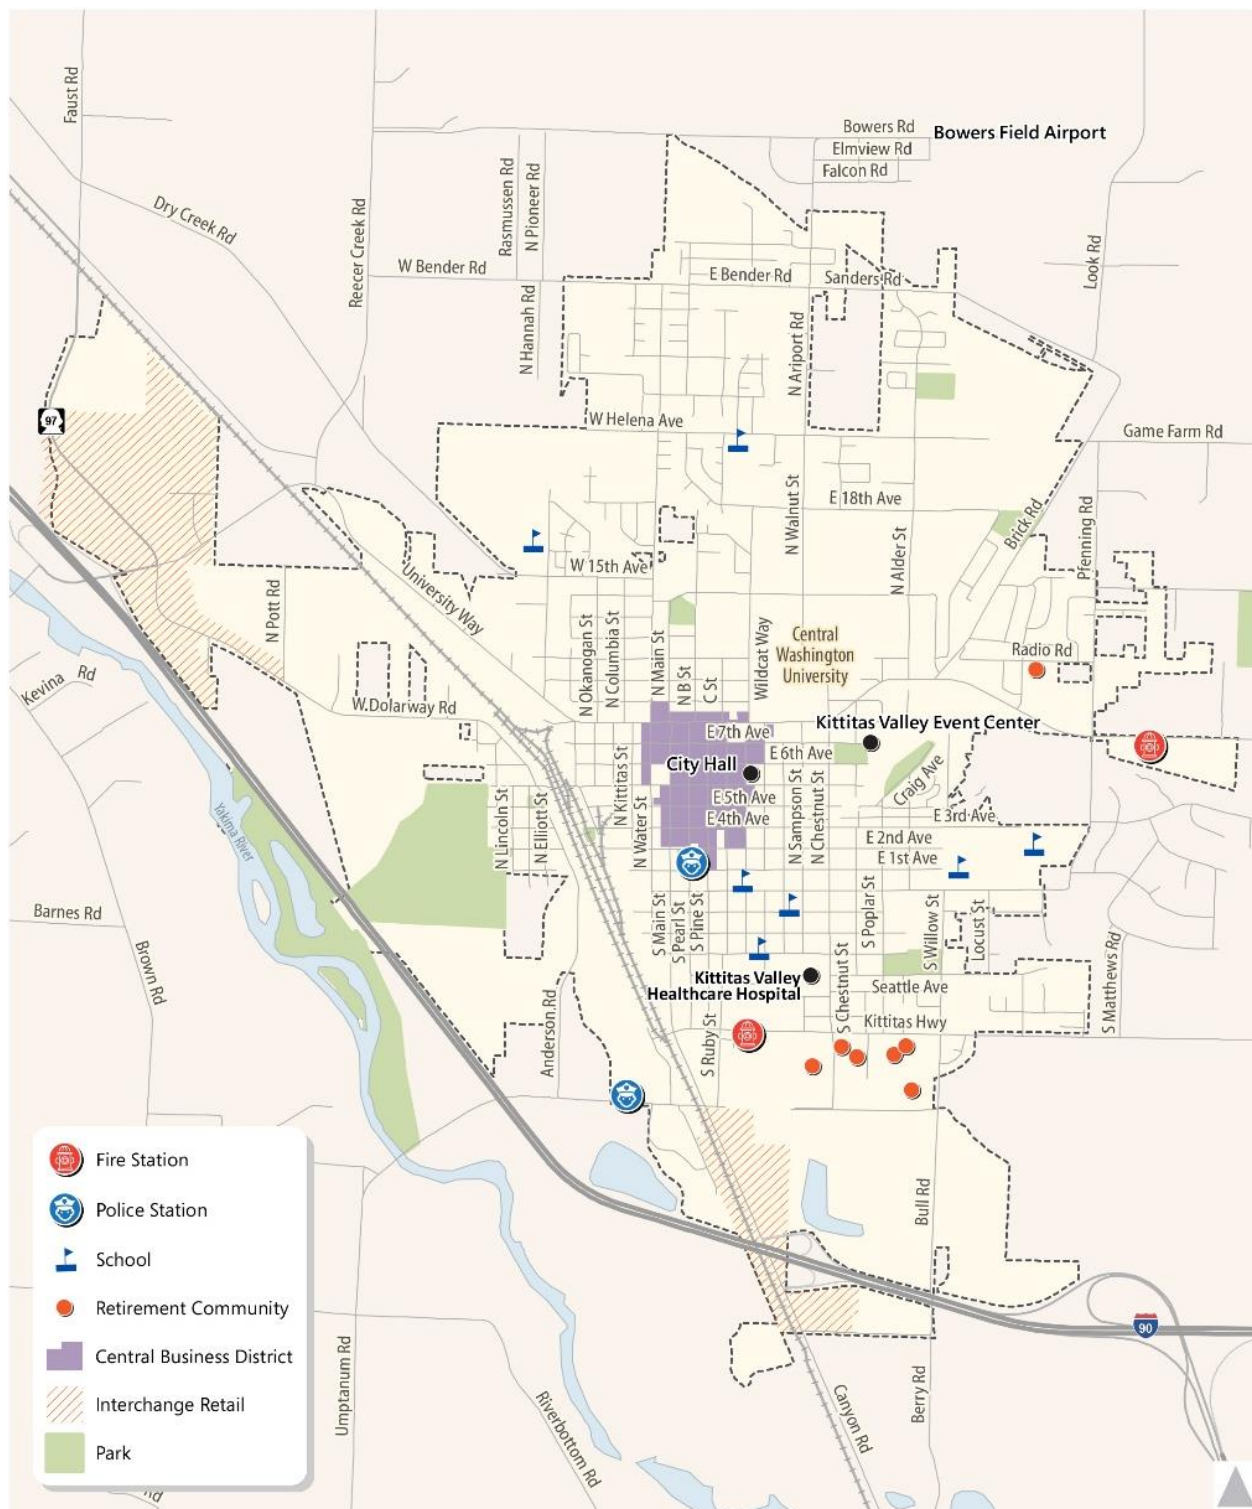 Faust Rd
Dry Creek Rd
Reecer Creek Rd
Rasmussen Rd
N Pioneer Rd
Bowers Rd
Bowers Field Airport
Elmview Rd
Falcon Rd
Look Rd
W Bender Rd
E Bender Rd
Sanders Rd
N Hannah Rd
N Ariport Rd
97
W Helena Ave
Game Farm Rd
E 18th Ave
N Walnut St
Brick Rd
Pfenning Rd
N Alder St
W 15th Ave
University Way
N Pott Rd
N Okanogan St
N Columbia St
N Main St
N B St
C St
Wildcat Way
Central
Washington
University
Radio Rd
Kevina Rd
W.Dolarway Rd
Kittitas Valley Event Center
E 7th Ave
E 6th Ave
City Hall
Craig Ave
N Kittitas St
E 5th Ave
E 4th Ave
N Sampson St
N Chestnut St
E 3rd Ave
E 2nd Ave
E 1st Ave
Yakima River
N Lincoln St
N Elliott St
N Water St
Barnes Rd
Brown Rd
S Main St
S Pearl St
S Pine St
S Poplar St
S Willow St
Locust St
S Matthews Rd
Kittitas Valley
Healthcare Hospital
S Chestnut St
Seattle Ave
Kittitas Hwy
Anderson Rd
S Ruby St
Bull Rd
90
Umptanum Rd
Riverbottom Rd
Canyon Rd
Berry Rd
Fire Station
Police Station
School
Retirement Community
Central Business District
Interchange Retail
Park
Rd